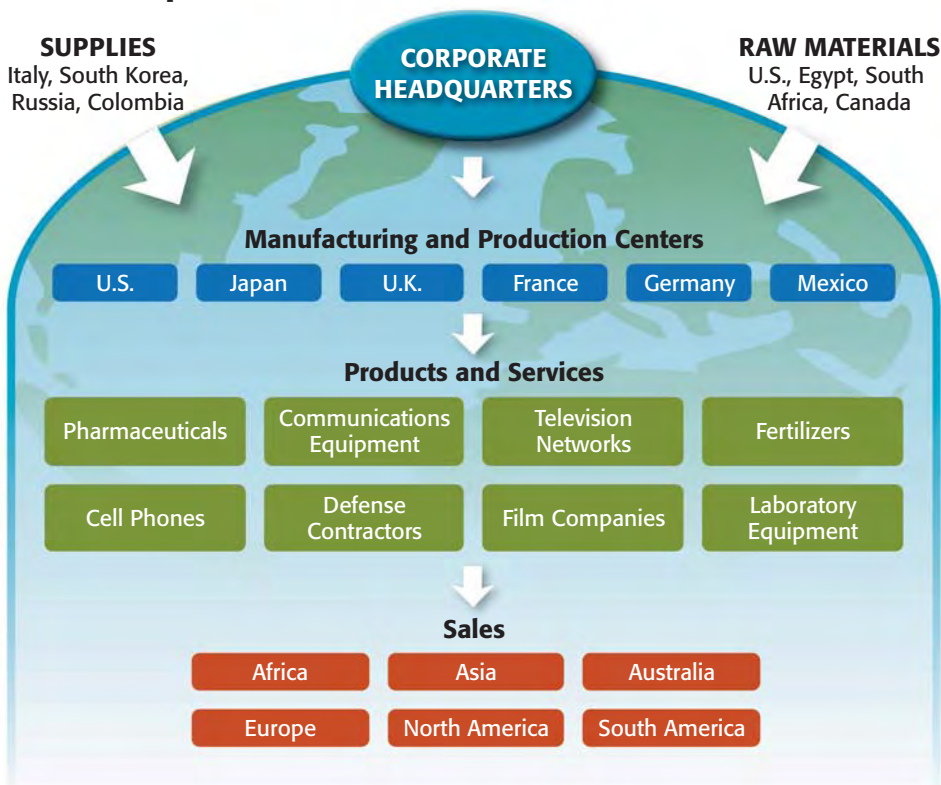 SUPPLIES
Italy, South Korea,
Russia, Colombia
CORPORATE
HEADQUARTERS
RAW MATERIALS
U.S., Egypt, South
Africa, Canada
Manufacturing and Production Centers
U.S.
Japan
U.K.
France
Germany
Mexico
Products and Services
Pharmaceuticals
Communications
Equipment
Television
Networks
Fertilizers
Cell Phones
Defense
Contractors
Film Companies
Laboratory
Equipment
Sales
Africa
Asia
Australia
Europe
North America
South America